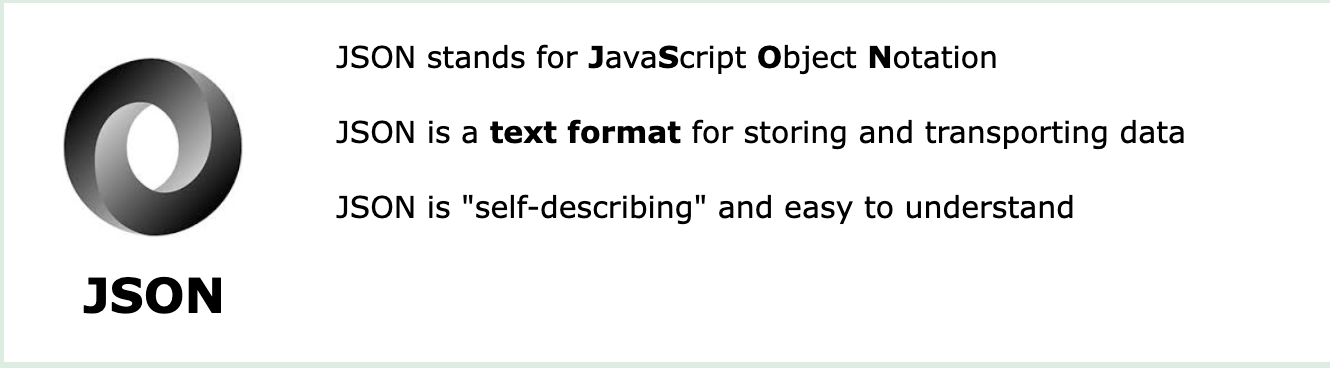 JSON stands for JavaScript Object Notation
JSON is a text format for storing and transporting data
JSON is "self-describing" and easy to understand
JSON